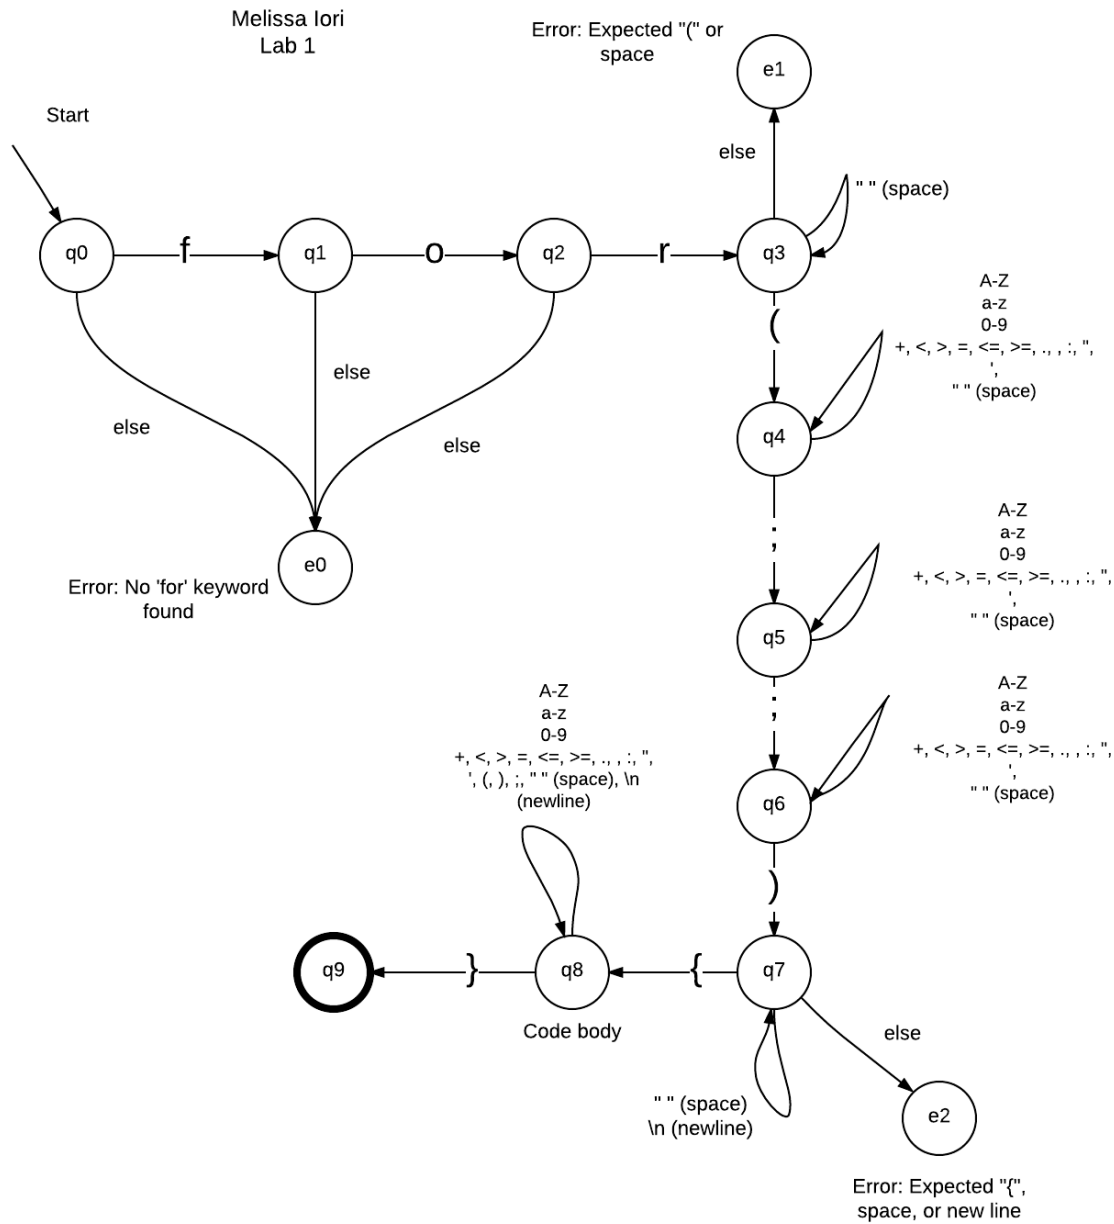 Melissa Iori
Lab 1
Error: Expected "(" or
space
e1
Start
else
" " (space)
q0
f
q1
o
q2
r
q3
A-Z
a-z
0-9
+, <, >, =, <=, >=, ., , :, ",
',
" " (space)
(
else
else
else
q4
A-Z
a-z
0-9
+, <, >, =, <=, >=, ., , :, ",
',
" " (space)
;
e0
Error: No 'for' keyword
found
q5
A-Z
a-z
0-9
+, <, >, =, <=, >=, ., , :, ",
',
" " (space)
;
A-Z
a-z
0-9
+, <, >, =, <=, >=, ., , :, ",
', (, ), ;, " " (space), \n
(newline)
q6
)
q9
}
q8
{
q7
Code body
else
" " (space)
\n (newline)
e2
Error: Expected "{",
space, or new line